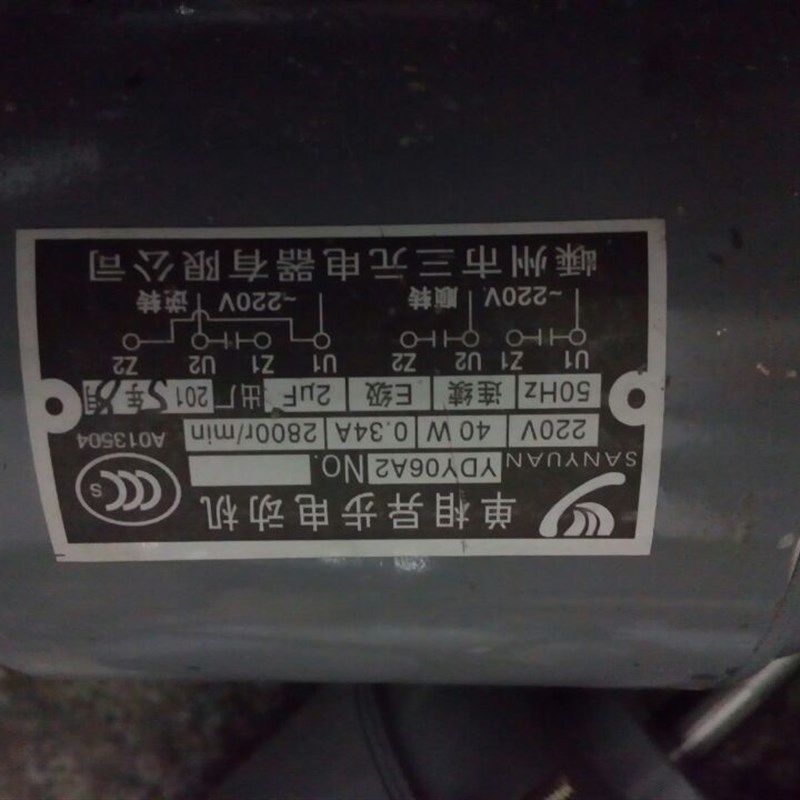 单相异步电动机
SANYUAN YDY06A2 No. CCC S
220V 40W 0.34A 2800r/min A013504
50Hz 连续 E级 2μF 出厂 201 年 月
U1 Z1 U2 Z2 U1 Z1 U2 Z2
~220V 顺转 ~220V 逆转
嵊州市三元电器有限公司